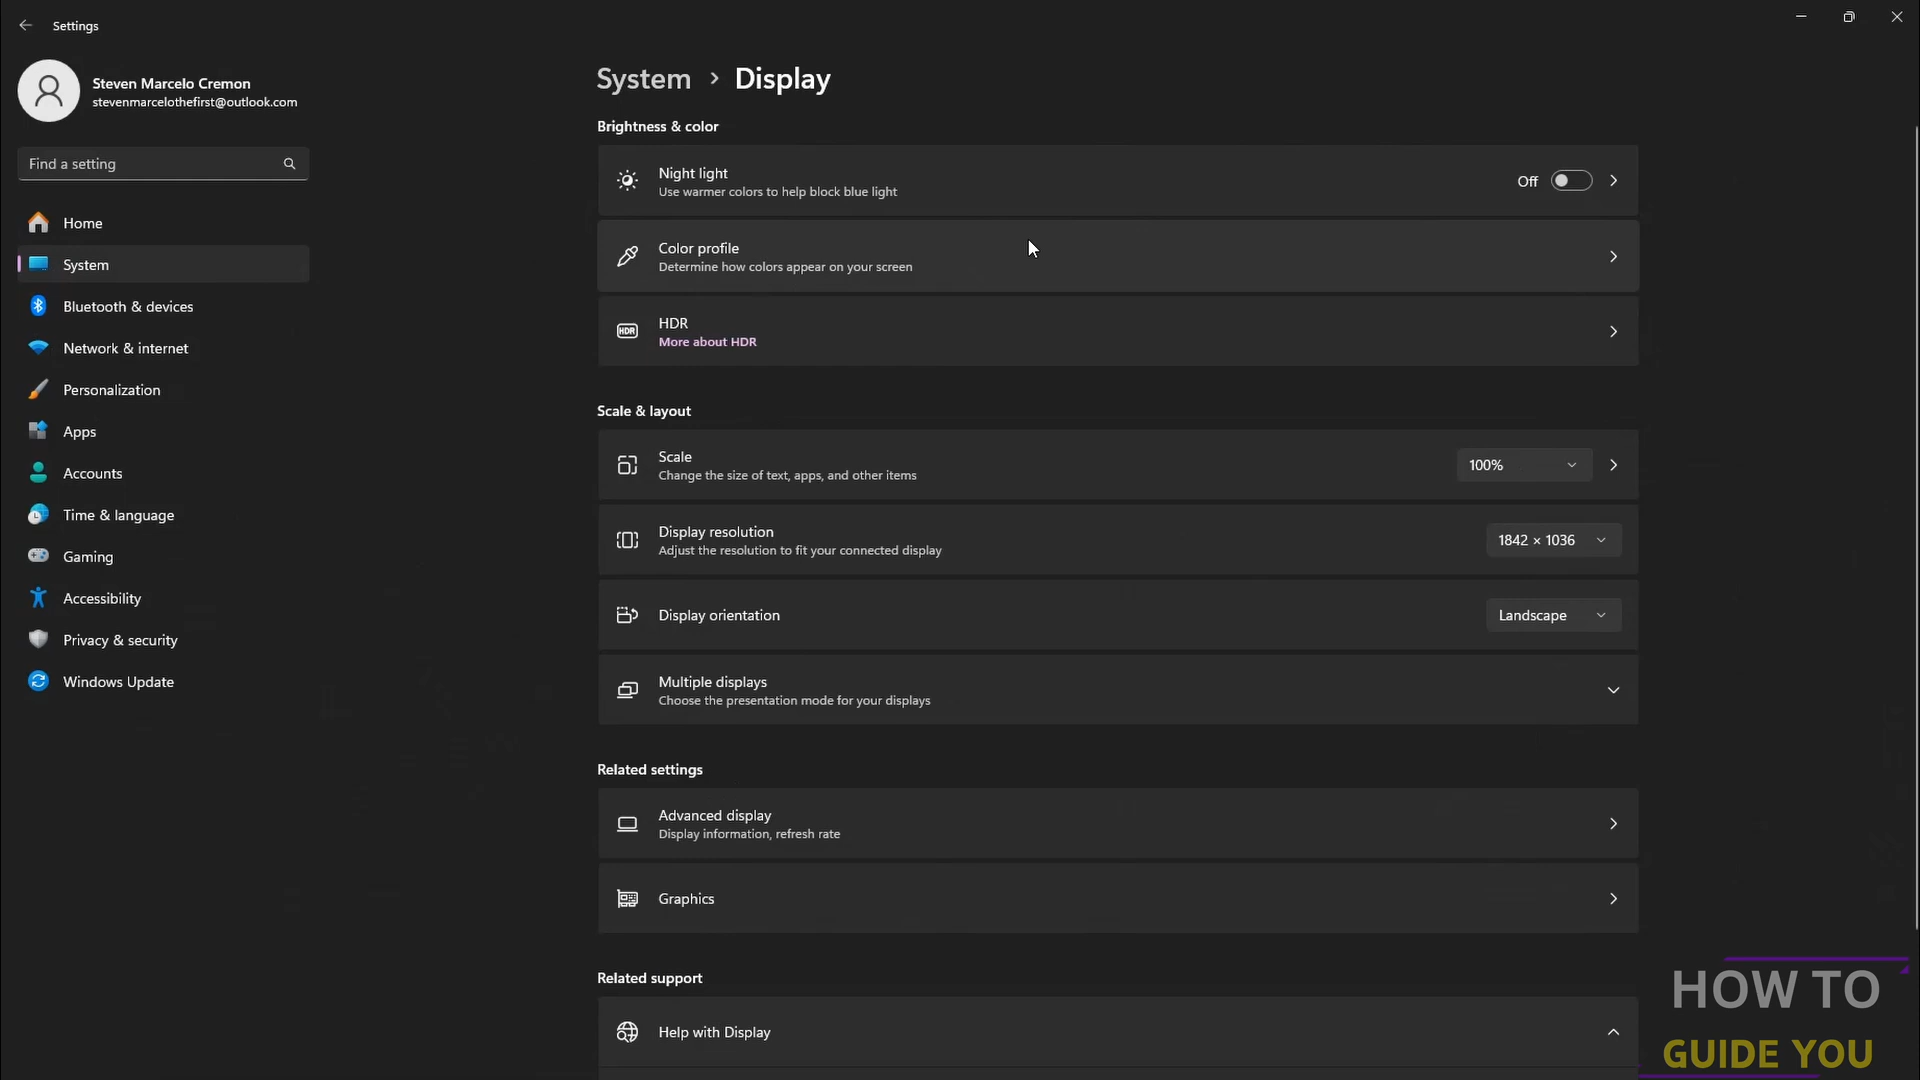 Settings
Steven Marcelo Cremon
stevenmarcelothefirst@outlook.com
Find a setting
Home
System
Bluetooth & devices
Network & internet
Personalization
Apps
Accounts
Time & language
Gaming
Accessibility
Privacy & security
Windows Update
System > Display
Brightness & color
Night light
Use warmer colors to help block blue light
Off
Color profile
Determine how colors appear on your screen
HDR
HDR
More about HDR
Scale & layout
Scale
Change the size of text, apps, and other items
100%
Display resolution
Adjust the resolution to fit your connected display
1842 × 1036
Display orientation
Landscape
Multiple displays
Choose the presentation mode for your displays
Related settings
Advanced display
Display information, refresh rate
Graphics
Related support
Help with Display
HOW TO
GUIDE YOU